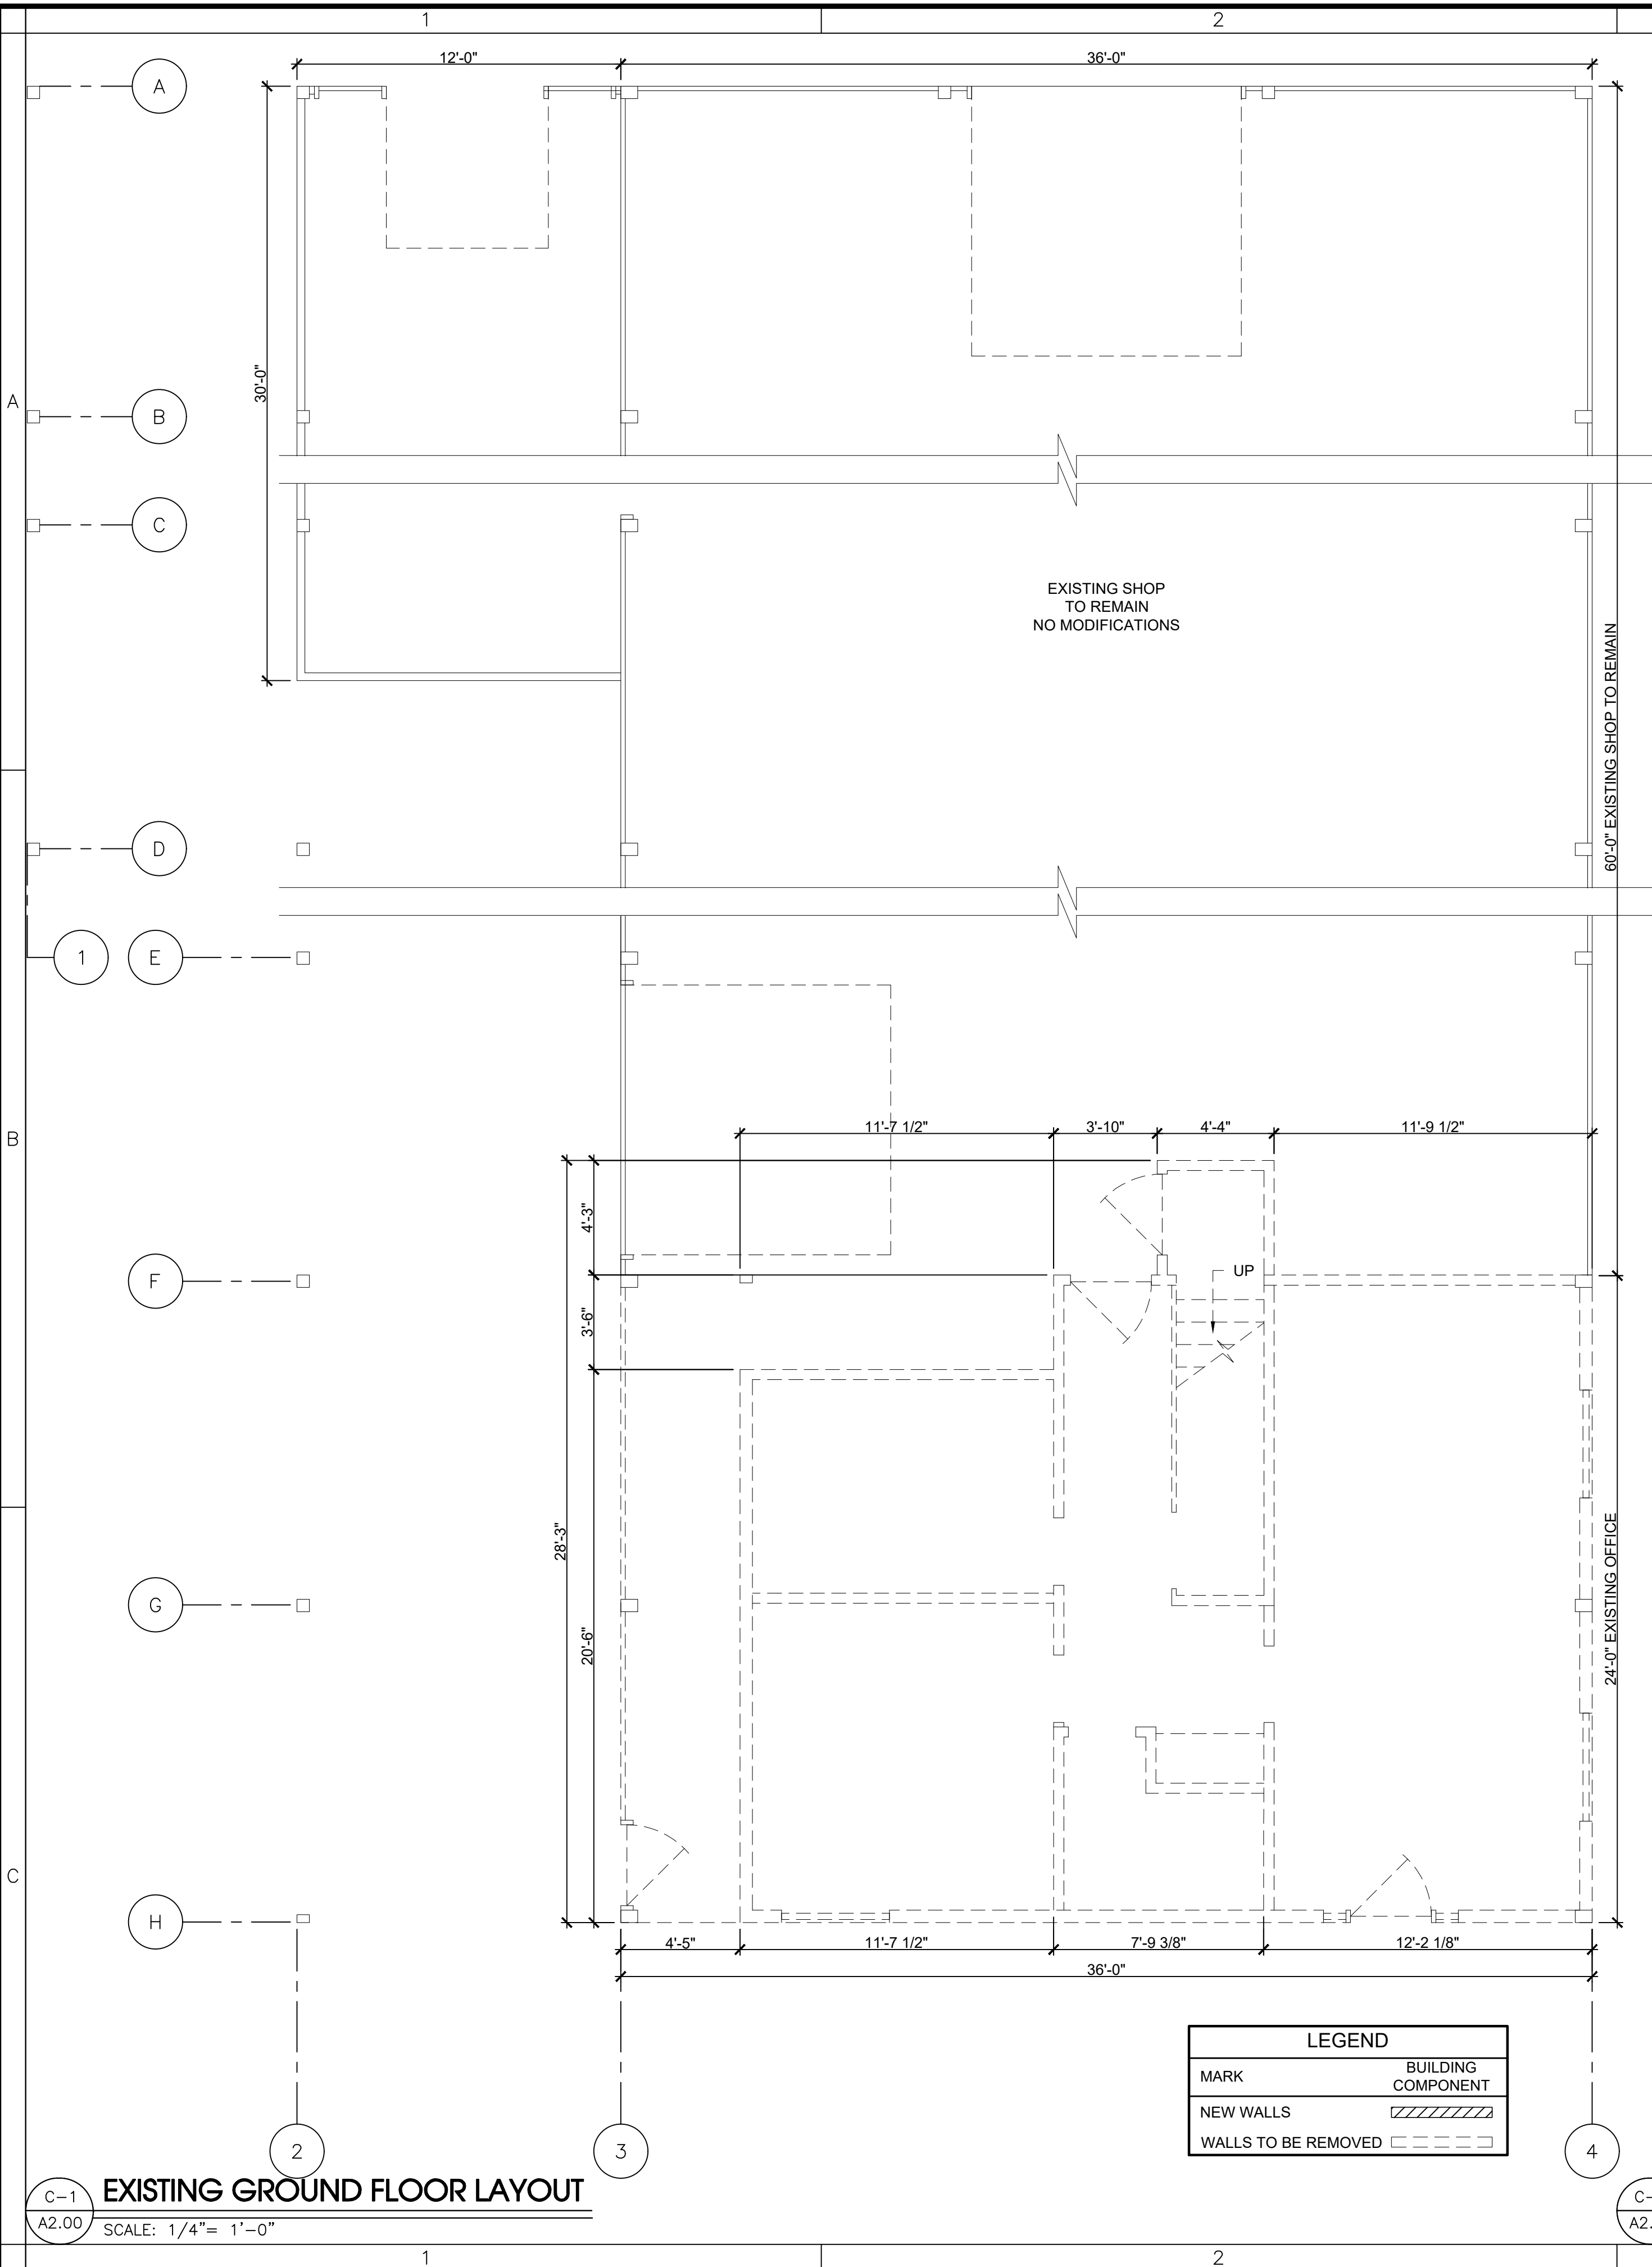 1
2
12'-0"
36'-0"
A
30'-0"
A
B
C
EXISTING SHOP
TO REMAIN
NO MODIFICATIONS
60'-0" EXISTING SHOP TO REMAIN
D
1
E
B
11'-7 1/2"
3'-10"
4'-4"
11'-9 1/2"
4'-3"
F
UP
3'-6"
28'-3"
24'-0" EXISTING OFFICE
G
20'-6"
C
H
4'-5"
11'-7 1/2"
7'-9 3/8"
12'-2 1/8"
36'-0"
LEGEND
MARK
BUILDING
COMPONENT
NEW WALLS
WALLS TO BE REMOVED
2
3
4
C-1
A2.00
EXISTING GROUND FLOOR LAYOUT
SCALE: 1/4"= 1'-0"
C-
A2.
1
2